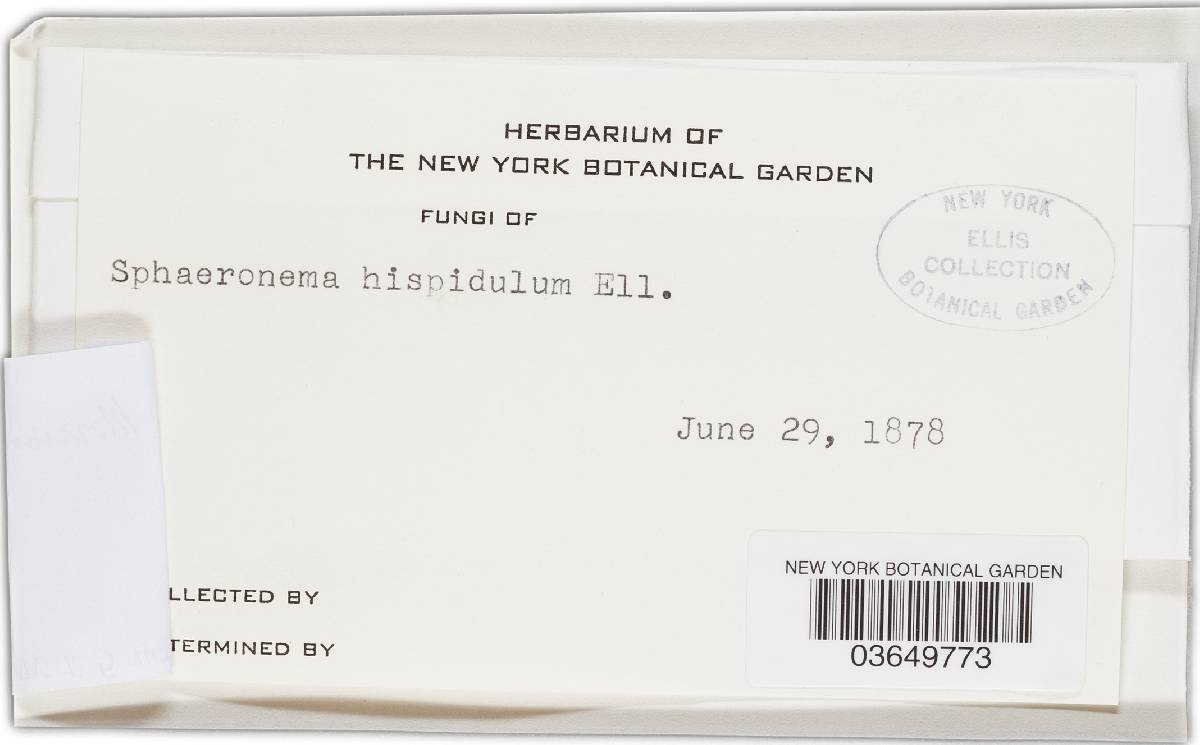 HERBARIUM OF
THE NEW YORK BOTANICAL GARDEN
FUNGI OF
NEW YORK
ELLIS
COLLECTION
BOTANICAL GARDEN
Sphaeronema hispidulum Ell.
June 29, 1878
LLECTED BY
TERMINED BY
NEW YORK BOTANICAL GARDEN
03649773